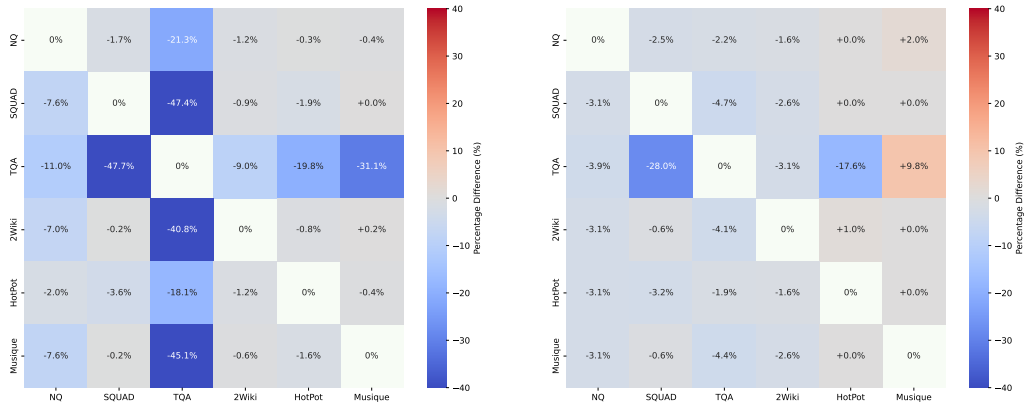 NQ 0% -1.7% -21.3% -1.2% -0.3% -0.4%
SQUAD -7.6% 0% -47.4% -0.9% -1.9% +0.0%
TQA -11.0% -47.7% 0% -9.0% -19.8% -31.1%
2Wiki -7.0% -0.2% -40.8% 0% -0.8% +0.2%
HotPot -2.0% -3.6% -18.1% -1.2% 0% -0.4%
Musique -7.6% -0.2% -45.1% -0.6% -1.6% 0%
NQ SQUAD TQA 2Wiki HotPot Musique
40
30
20
10
0
−10
−20
−30
−40
Percentage Difference (%)
NQ 0% -2.5% -2.2% -1.6% +0.0% +2.0%
SQUAD -3.1% 0% -4.7% -2.6% +0.0% +0.0%
TQA -3.9% -28.0% 0% -3.1% -17.6% +9.8%
2Wiki -3.1% -0.6% -4.1% 0% +1.0% +0.0%
HotPot -3.1% -3.2% -1.9% -1.6% 0% +0.0%
Musique -3.1% -0.6% -4.4% -2.6% +0.0% 0%
NQ SQUAD TQA 2Wiki HotPot Musique
40
30
20
10
0
−10
−20
−30
−40
Percentage Difference (%)